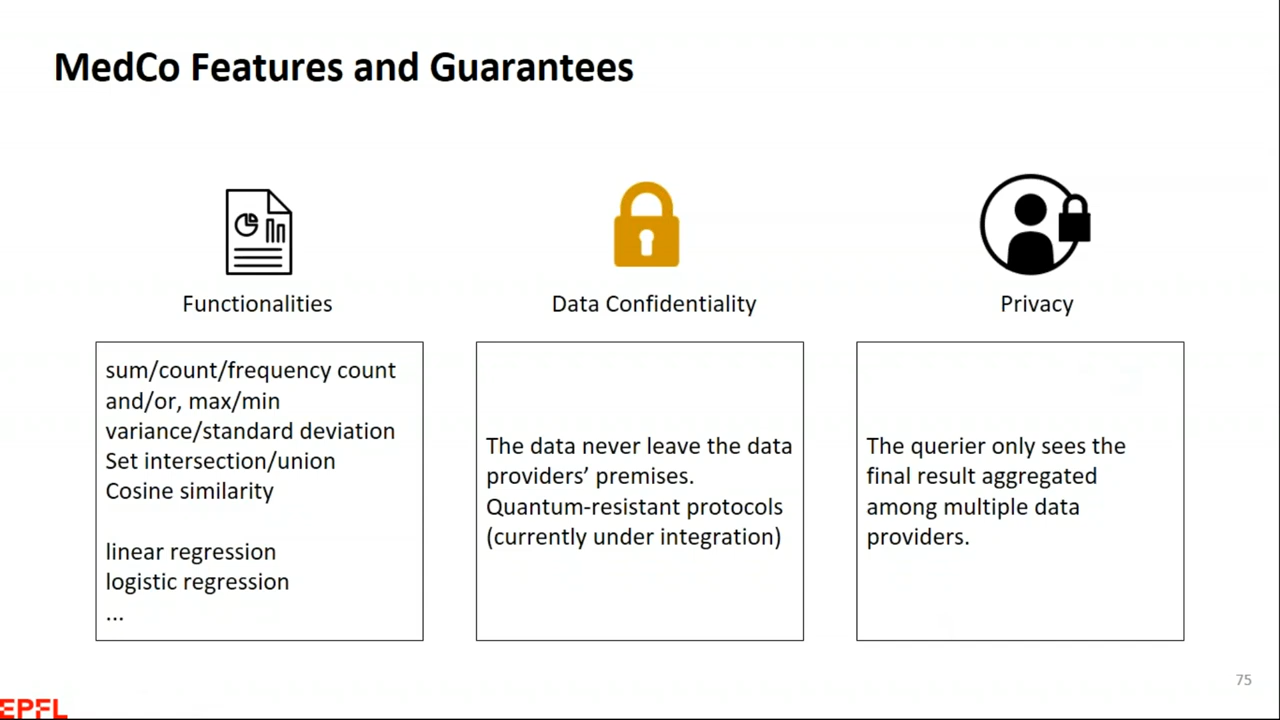 MedCo Features and Guarantees
Functionalities
sum/count/frequency count
and/or, max/min
variance/standard deviation
Set intersection/union
Cosine similarity
linear regression
logistic regression
...
Data Confidentiality
The data never leave the data
providers’ premises.
Quantum-resistant protocols
(currently under integration)
Privacy
The querier only sees the
final result aggregated
among multiple data
providers.
75
EPFL